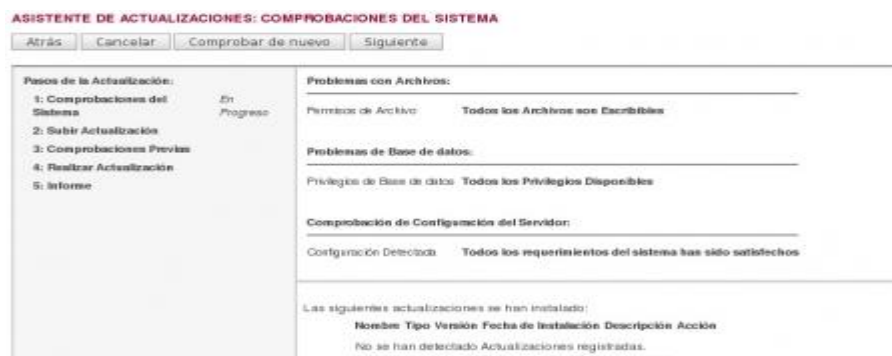 ASISTENTE DE ACTUALIZACIONES: COMPROBACIONES DEL SISTEMA
Atrás Cancelar Comprobar de nuevo Siguiente
Pasos de la Actualización:
1: Comprobaciones del Sistema En Progreso
2: Subir Actualización
3: Comprobaciones Previas
4: Realizar Actualización
5: Informe
Problemas con Archivos:
Permisos de Archivo Todos los Archivos son Escribibles
Problemas de Base de datos:
Privilegios de Base de datos Todos los Privilegios Disponibles
Comprobación de Configuración del Servidor:
Configuración Detectada Todos los requerimientos del sistema has sido satisfechos
Las siguientes actualizaciones se han instalado:
Nombre Tipo Versión Fecha de Instalación Descripción Acción
No se han detectado Actualizaciones registradas.